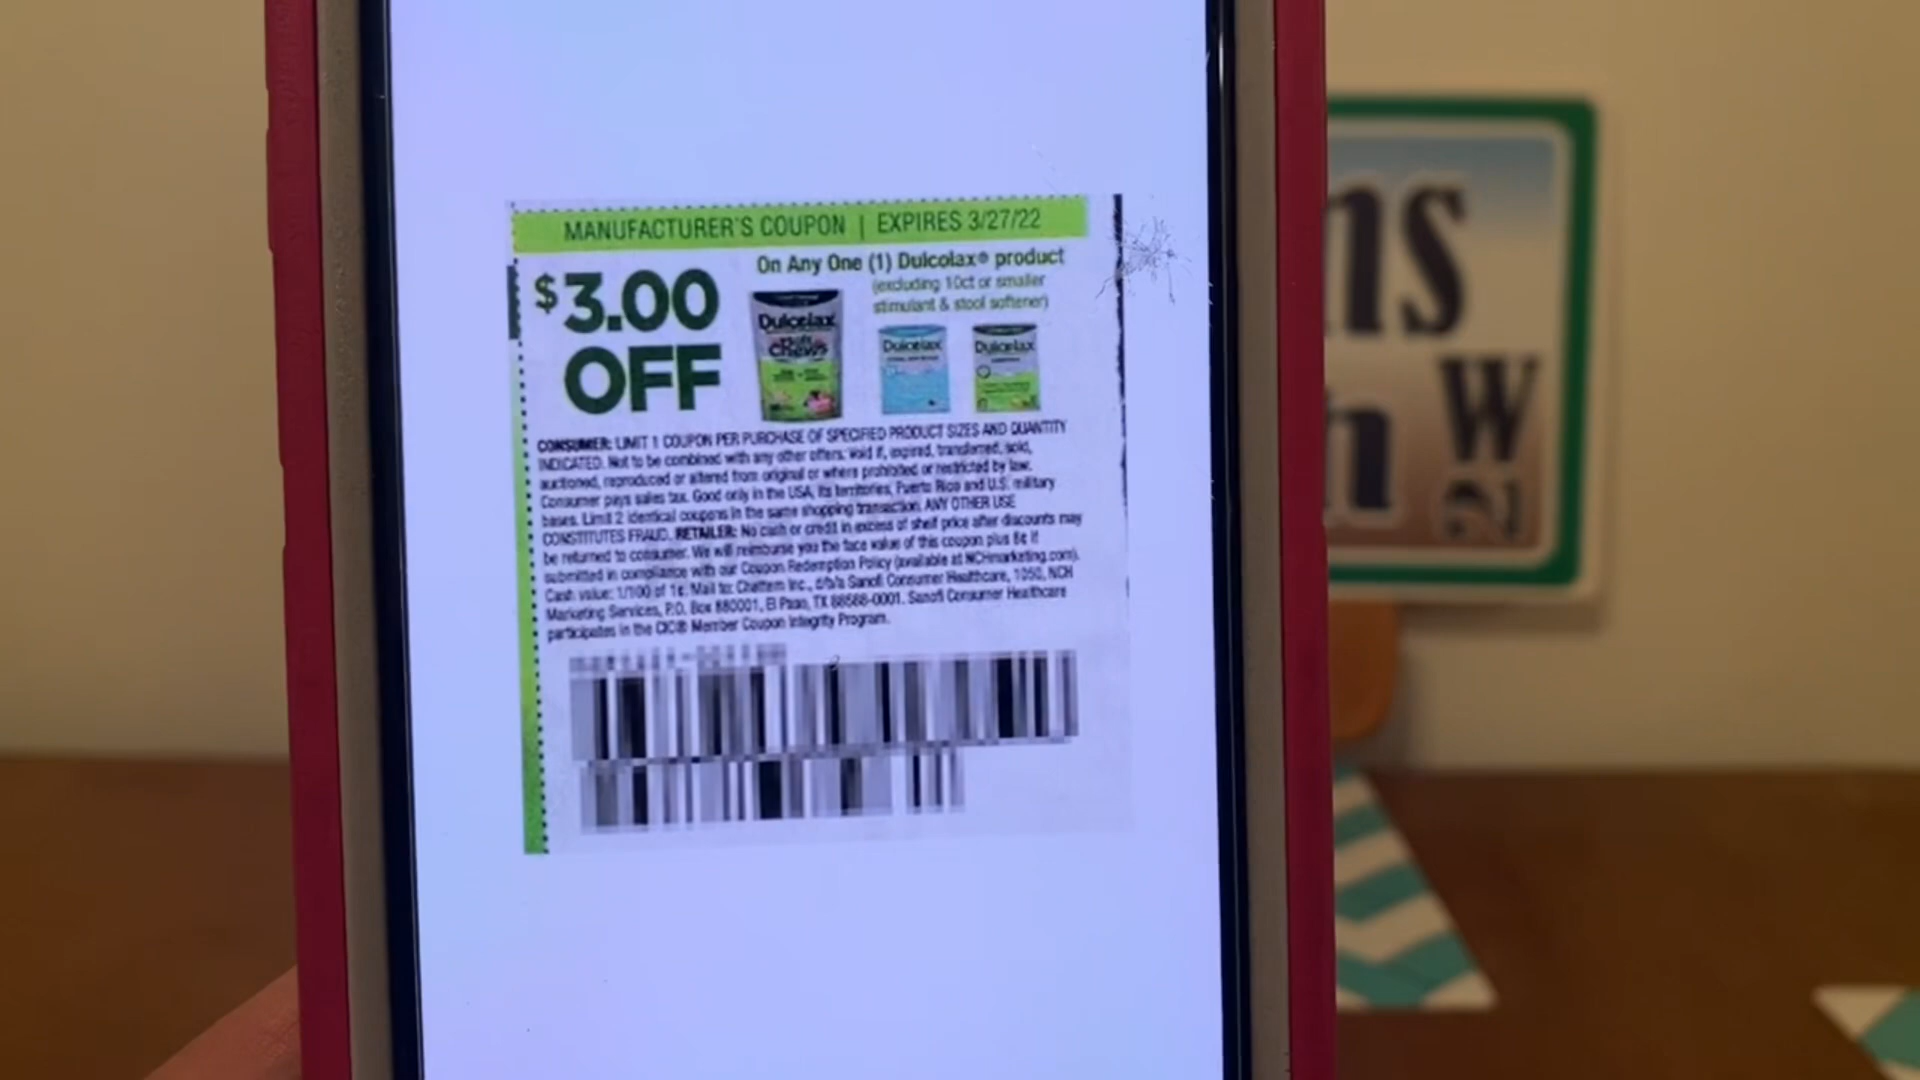 MANUFACTURER'S COUPON | EXPIRES 3/27/22
$3.00
OFF
On Any One (1) Dulcolax® product
(excluding 10ct or smaller
stimulant & stool softener)
Dulcolax
Soft
Chews
Dulcolax
Dulcolax
CONSUMER: LIMIT 1 COUPON PER PURCHASE OF SPECIFIED PRODUCT SIZES AND QUANTITY
INDICATED. Not to be combined with any other offers. Void if, expired, transferred, sold,
auctioned, reproduced or altered from original or where prohibited or restricted by law.
Consumer pays sales tax. Good only in the USA, its territories, Puerto Rico and U.S. military
bases. Limit 2 identical coupons in the same shopping transaction. ANY OTHER USE
CONSTITUTES FRAUD. RETAILER: No cash or credit in excess of shelf price after discounts may
be returned to consumer. We will reimburse you the face value of this coupon plus 8¢ if
submitted in compliance with our Coupon Redemption Policy (available at NCHmarketing.com).
Cash value: 1/100 of 1¢. Mail to: Chattem Inc., d/b/a Sanofi Consumer Healthcare, 1050, NCH
Marketing Services, P.O. Box 880001, El Paso, TX 88588-0001. Sanofi Consumer Healthcare
participates in the CIC® Member Coupon Integrity Program.
ns
W
h